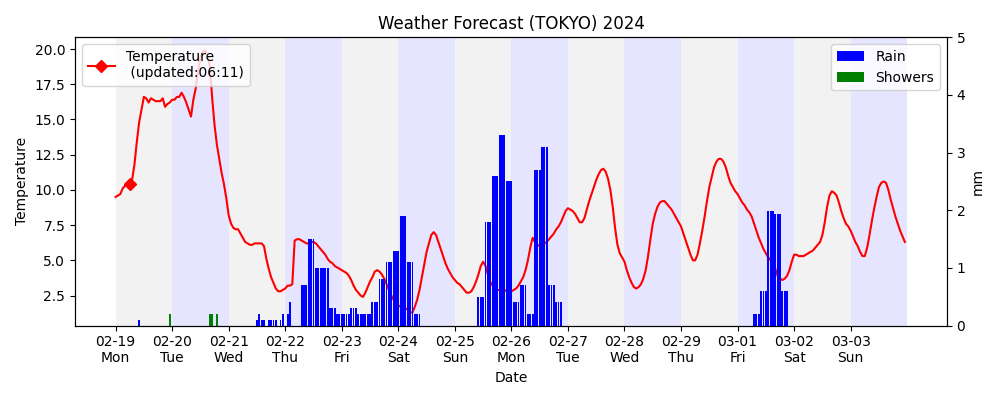 Weather Forecast (TOKYO) 2024
Temperature
(updated:06:11)
Rain
Showers
20.0
17.5
15.0
12.5
10.0
7.5
5.0
2.5
Temperature
5
4
3
2
1
0
mm
02-19 02-20 02-21 02-22 02-23 02-24 02-25 02-26 02-27 02-28 02-29 03-01 03-02 03-03
Mon Tue Wed Thu Fri Sat Sun Mon Tue Wed Thu Fri Sat Sun
Date